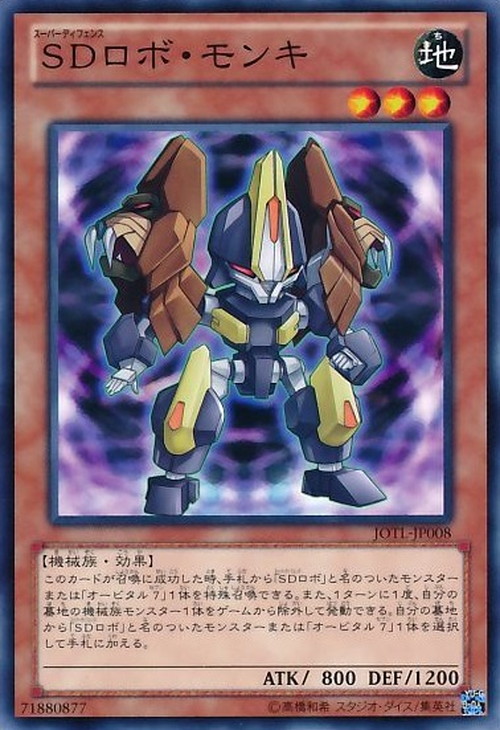 スーパーディフェンス
SDロボ・モンキ
ち
地
JOTL-JP008
【機械族・効果】
このカードが召喚に成功した時、手札から「SDロボ」と名のついたモンスター
または「オービタル 7」1体を特殊召喚できる。また、1ターンに1度、自分の
墓地の機械族モンスター1体をゲームから除外して発動できる。自分の墓地
から「SDロボ」と名のついたモンスターまたは「オービタル 7」1体を選択
して手札に加える。
ATK/ 800 DEF/1200
71880877
©高橋和希 スタジオ・ダイス/集英社